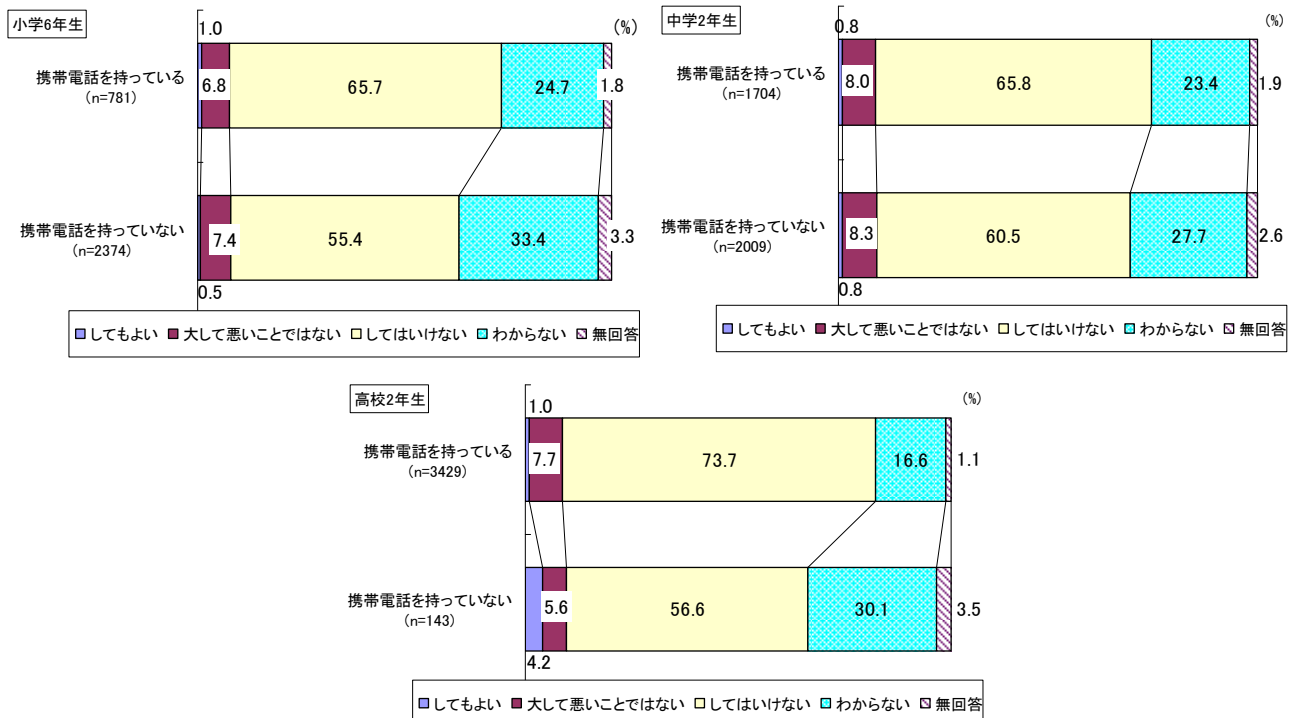 小学6年生
1.0
(%)
携帯電話を持っている
(n=781)
6.8 65.7 24.7 1.8
携帯電話を持っていない
(n=2374)
7.4 55.4 33.4 3.3
0.5
してもよい 大して悪いことではない してはいけない わからない 無回答
中学2年生
0.8
(%)
携帯電話を持っている
(n=1704)
8.0 65.8 23.4 1.9
携帯電話を持っていない
(n=2009)
8.3 60.5 27.7 2.6
0.8
してもよい 大して悪いことではない してはいけない わからない 無回答
高校2年生
1.0
(%)
携帯電話を持っている
(n=3429)
7.7 73.7 16.6 1.1
携帯電話を持っていない
(n=143)
5.6 56.6 30.1 3.5
4.2
してもよい 大して悪いことではない してはいけない わからない 無回答